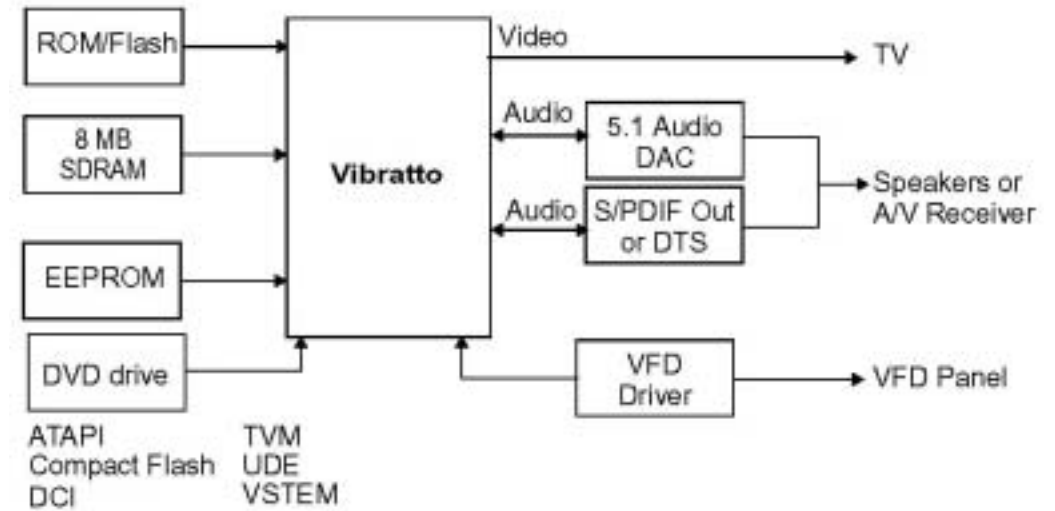 ROM/Flash
8 MB
SDRAM
EEPROM
DVD drive
ATAPI
Compact Flash
DCI
TVM
UDE
VSTEM
Vibratto
Video
TV
Audio
5.1 Audio
DAC
Audio
S/PDIF Out
or DTS
Speakers or
A/V Receiver
VFD
Driver
VFD Panel